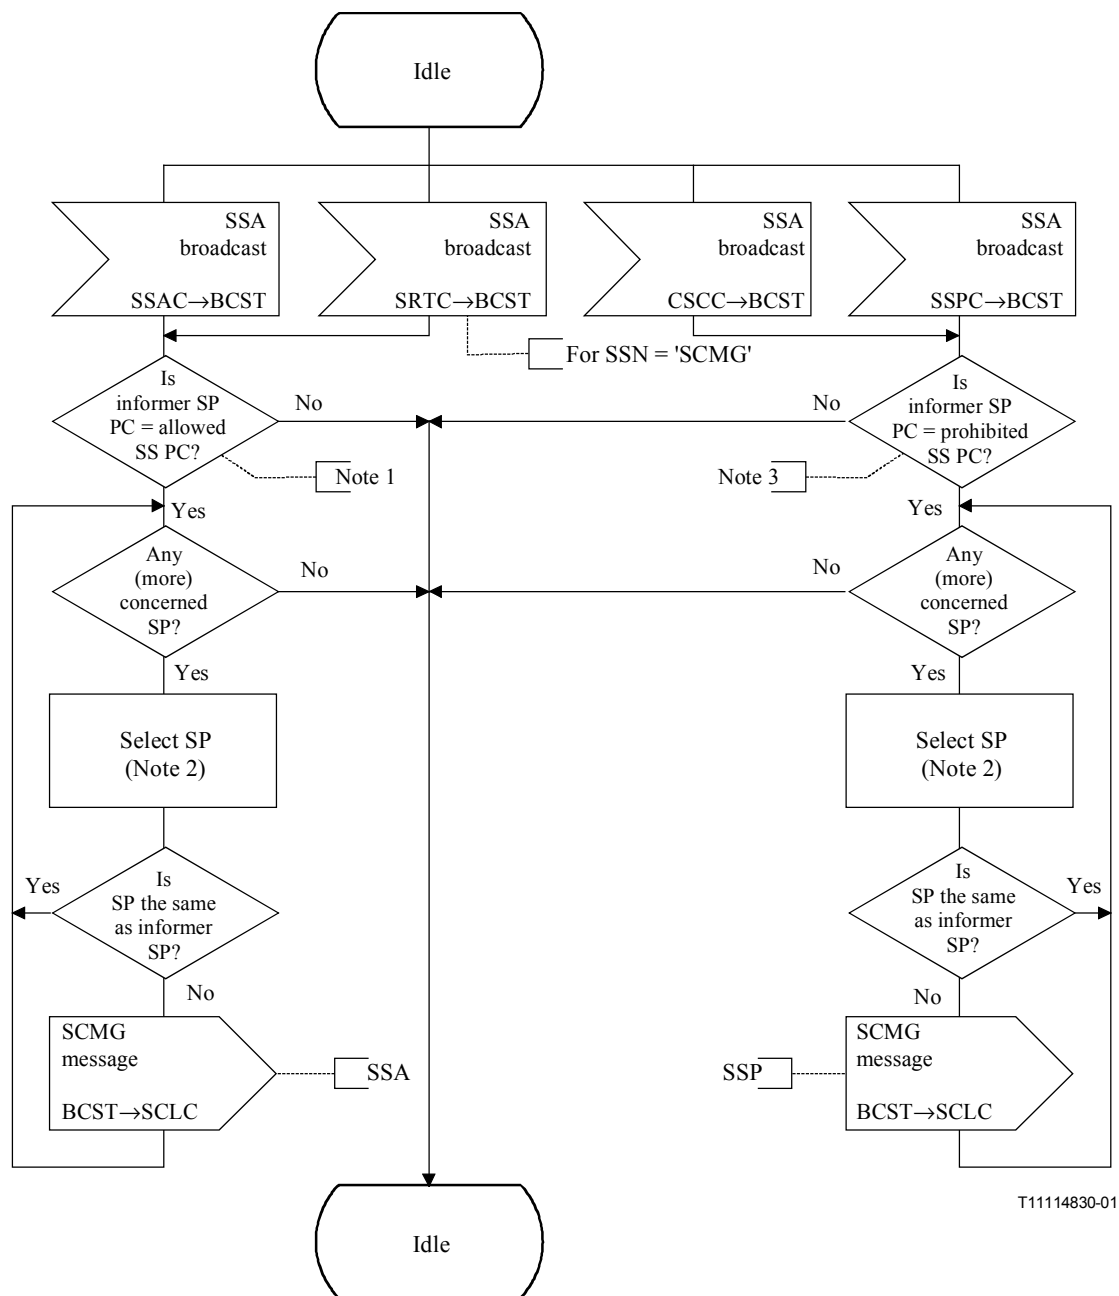 Idle
SSA
broadcast
SSAC→BCST
SSA
broadcast
SRTC→BCST
SSA
broadcast
CSCC→BCST
SSA
broadcast
SSPC→BCST
For SSN = 'SCMG'
Is
informer SP
PC = allowed
SS PC?
No
Note 1
Yes
No
Is
informer SP
PC = prohibited
SS PC?
Note 3
Yes
Any
(more)
concerned
SP?
No
Yes
No
Any
(more)
concerned
SP?
Yes
Select SP
(Note 2)
Select SP
(Note 2)
Yes
Is
SP the same
as informer
SP?
No
Is
SP the same
as informer
SP?
Yes
No
SCMG
message
BCST→SCLC
SSA
SSP
SCMG
message
BCST→SCLC
T11114830-01
Idle